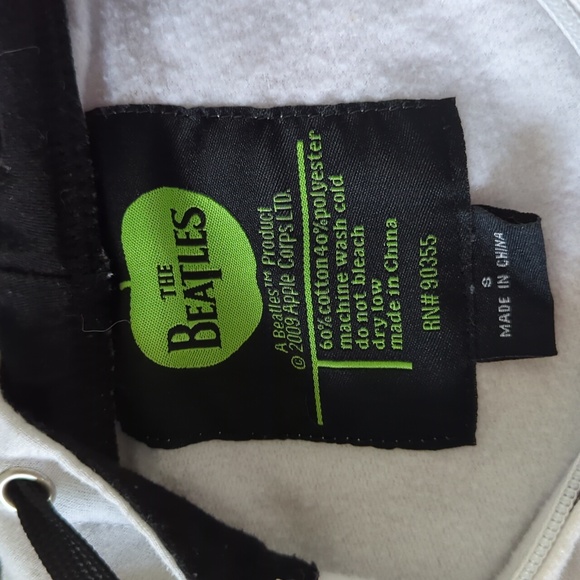 THE
BEATLES
A Beatles™ Product
© 2009 Apple Corps LTD.
60% cotton 40% polyester
machine wash cold
do not bleach
dry low
made in China
RN# 90355
S
MADE IN CHINA